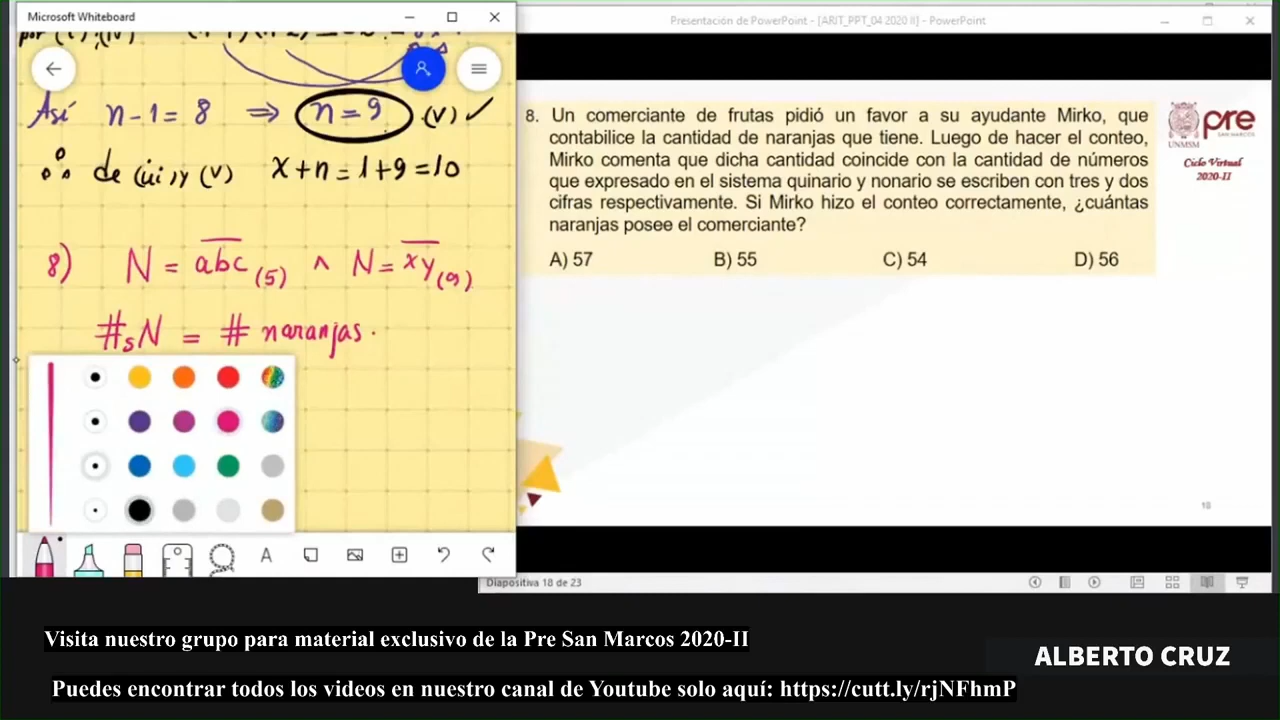 Microsoft Whiteboard
Así n-1=8 ⇒ n=9 (v) ✓
∴ de (iii) y (v) x+n=1+9=10
8) N = abc (5) ∧ N = xy (9)
#sN = # naranjas.
A
Presentación de PowerPoint - [ARIT_PPT_04 2020 II] - PowerPoint
8. Un comerciante de frutas pidió un favor a su ayudante Mirko, que
contabilice la cantidad de naranjas que tiene. Luego de hacer el conteo,
Mirko comenta que dicha cantidad coincide con la cantidad de números
que expresado en el sistema quinario y nonario se escriben con tres y dos
cifras respectivamente. Si Mirko hizo el conteo correctamente, ¿cuántas
naranjas posee el comerciante?
A) 57 B) 55 C) 54 D) 56
UNMSM
pre
SAN MARCOS
Ciclo Virtual
2020-II
18
Diapositiva 18 de 23
Visita nuestro grupo para material exclusivo de la Pre San Marcos 2020-II
ALBERTO CRUZ
Puedes encontrar todos los videos en nuestro canal de Youtube solo aquí: https://cutt.ly/rjNFhmP